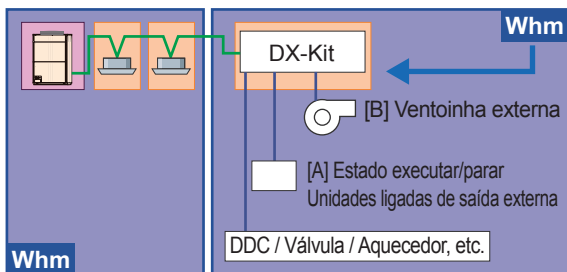 Whm
DX-Kit
[B] Ventoinha externa
[A] Estado executar/parar
Unidades ligadas de saída externa
DDC / Válvula / Aquecedor, etc.
Whm